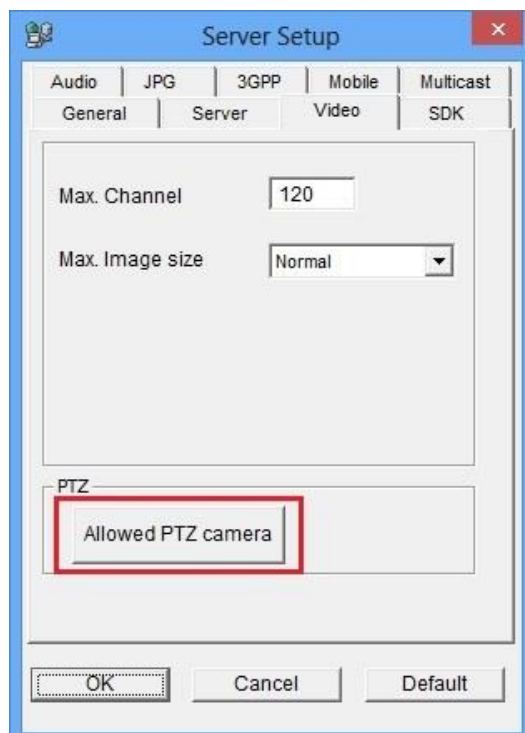 Server Setup
Audio JPG 3GPP Mobile Multicast
General Server Video SDK
Max. Channel 120
Max. Image size Normal
PTZ
Allowed PTZ camera
OK Cancel Default